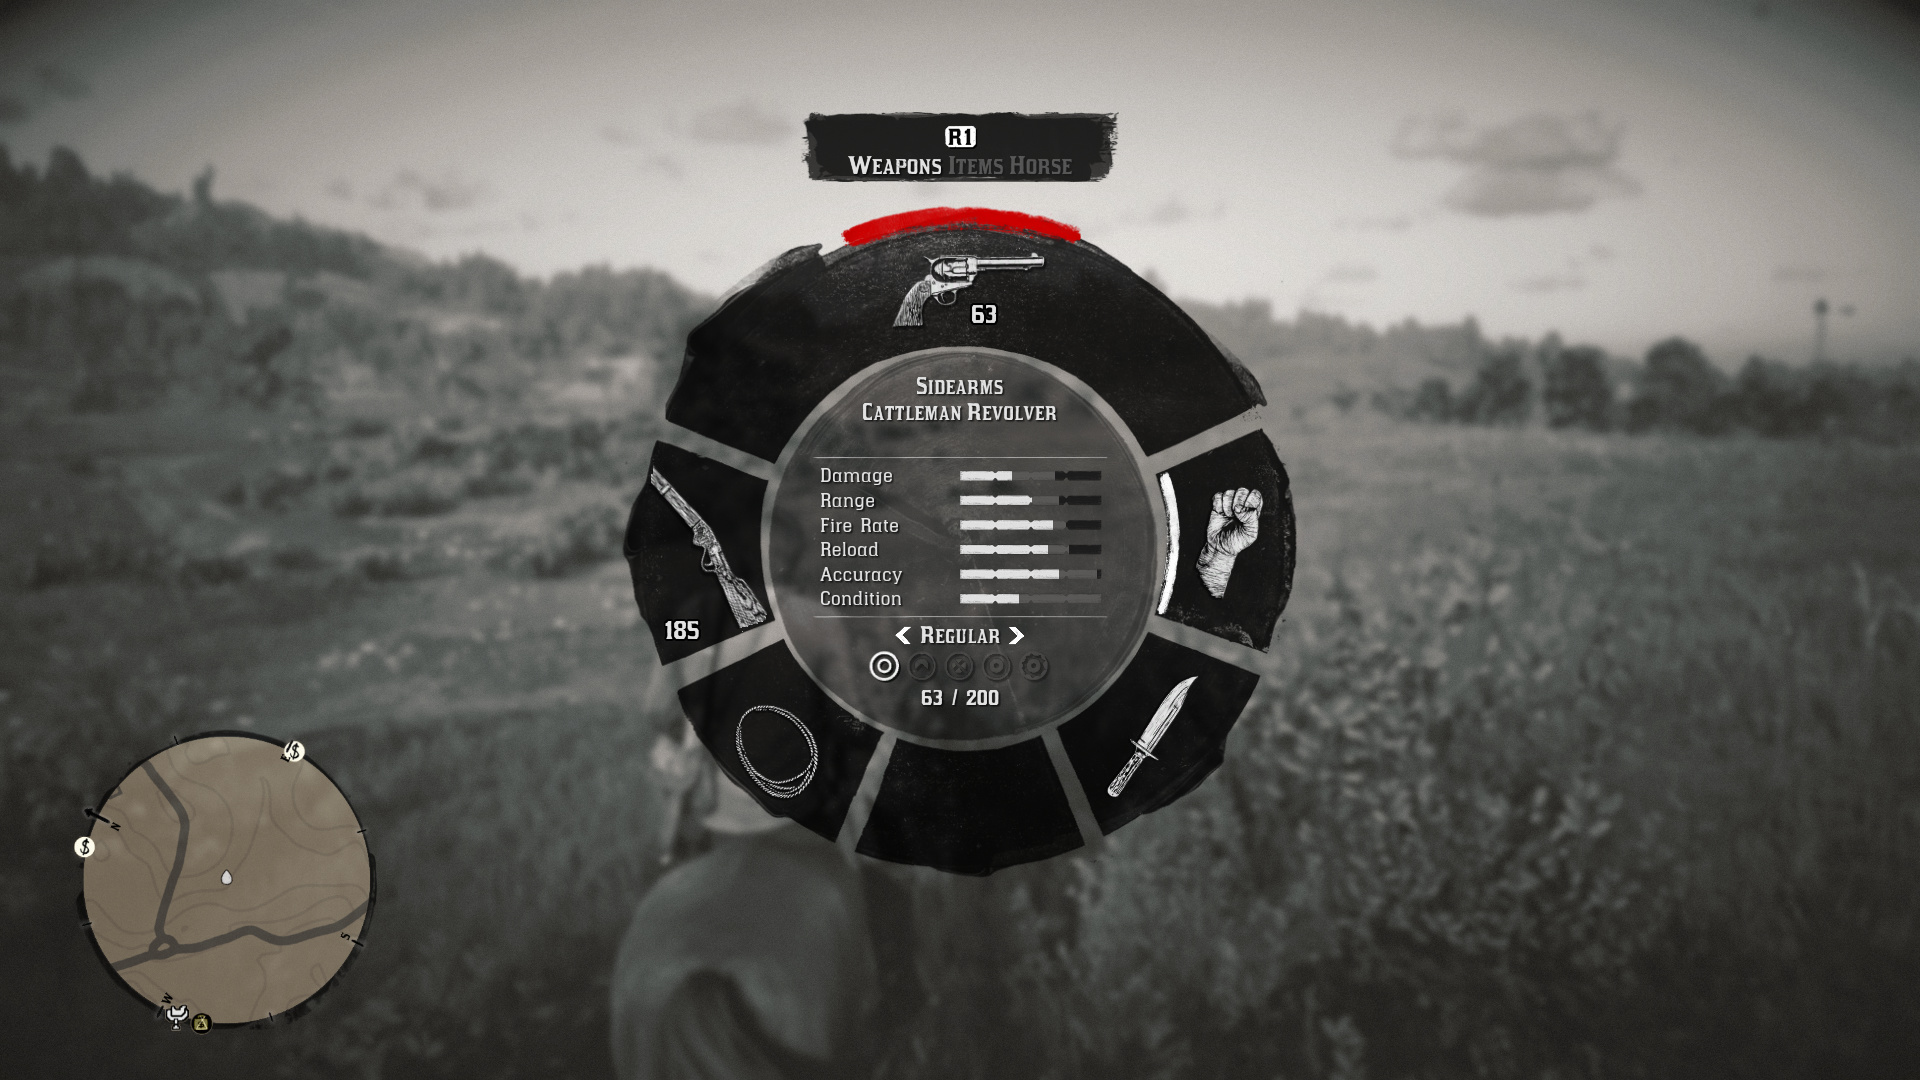 R1
WEAPONS ITEMS HORSE
63
SIDEARMS
CATTLEMAN REVOLVER
Damage
Range
Fire Rate
Reload
Accuracy
Condition
185
REGULAR
63 / 200
$
E
N
$
S
W